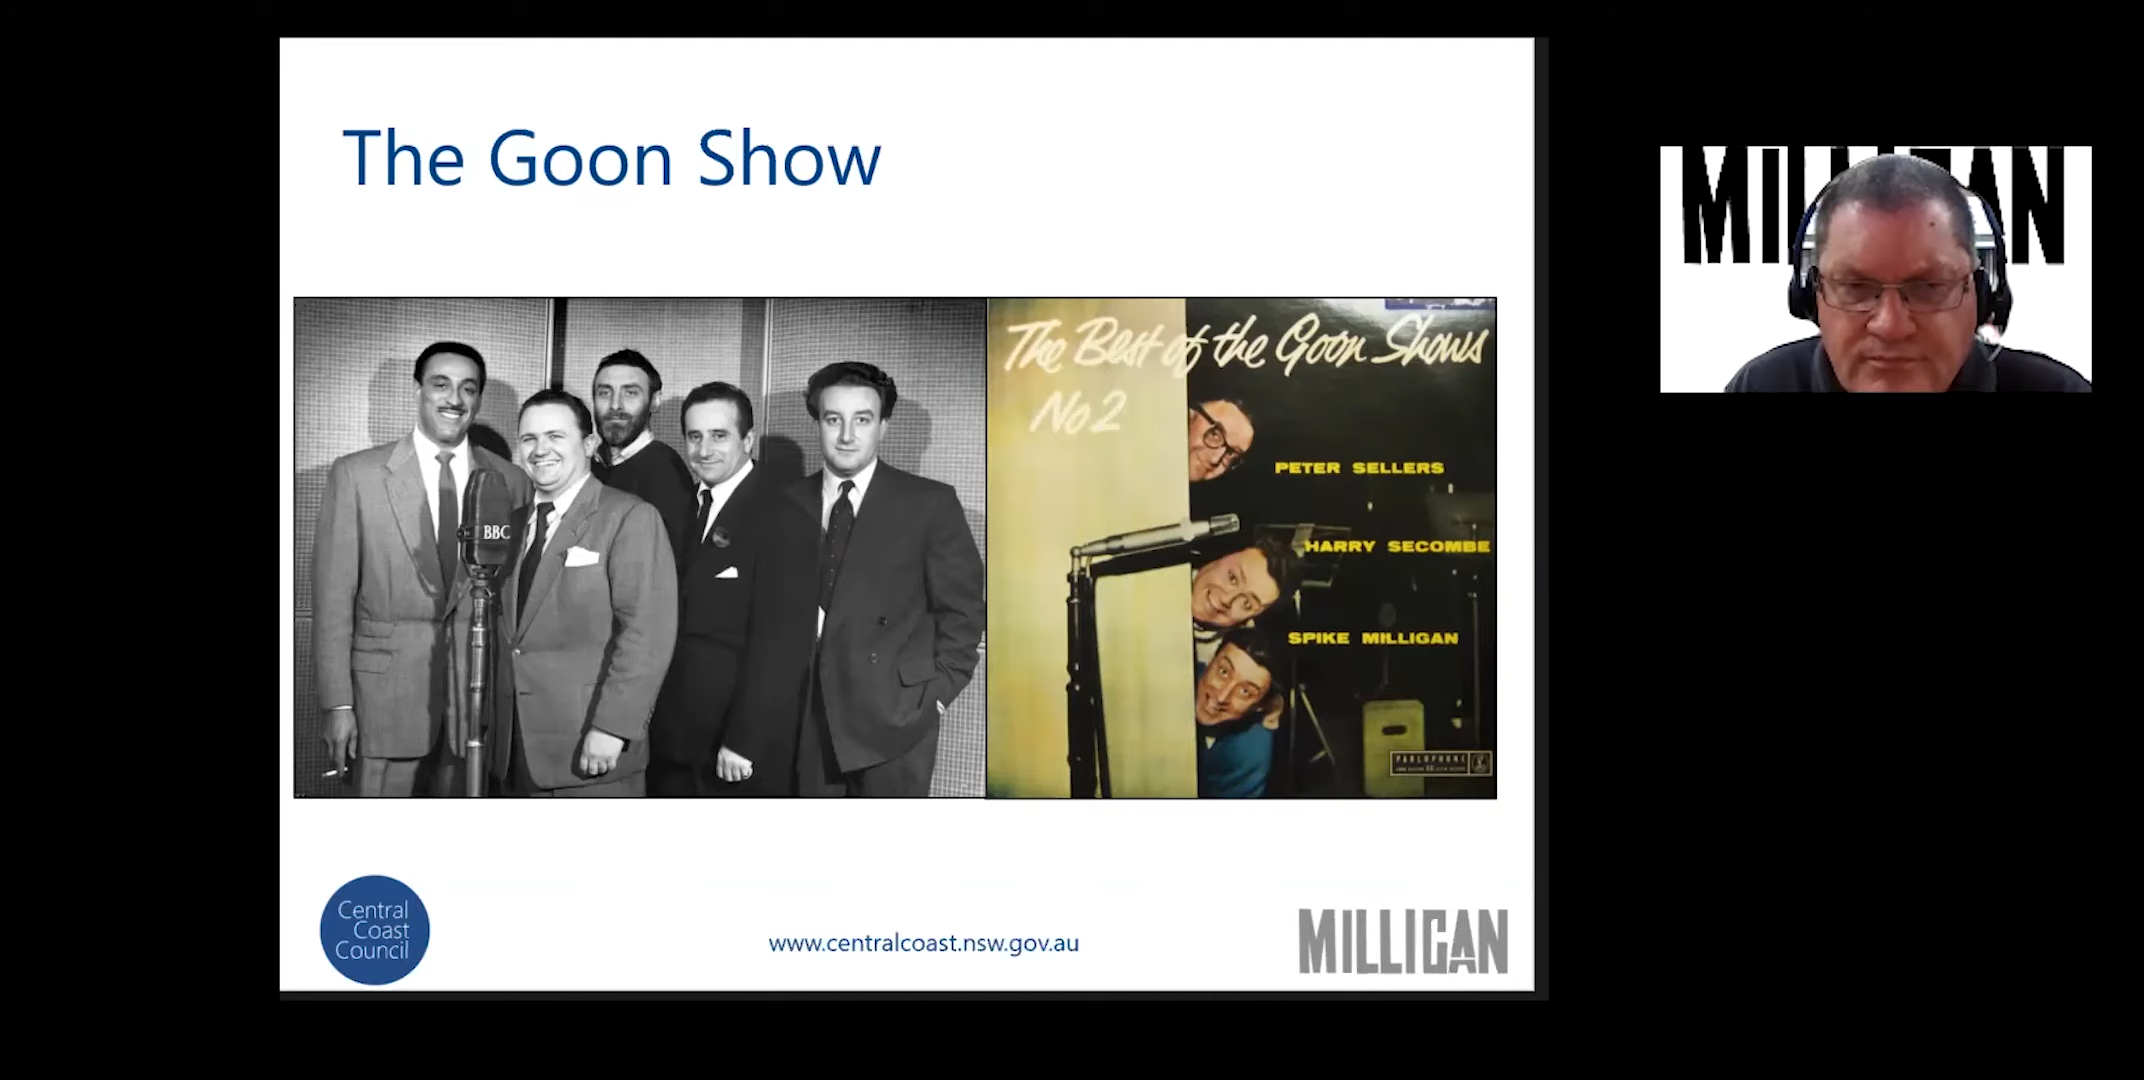 The Goon Show
BBC
The Best of the Goon Shows
No 2
PETER SELLERS
HARRY SECOMBE
SPIKE MILLIGAN
PARLOPHONE
Central
Coast
Council
www.centralcoast.nsw.gov.au
MILLIGAN